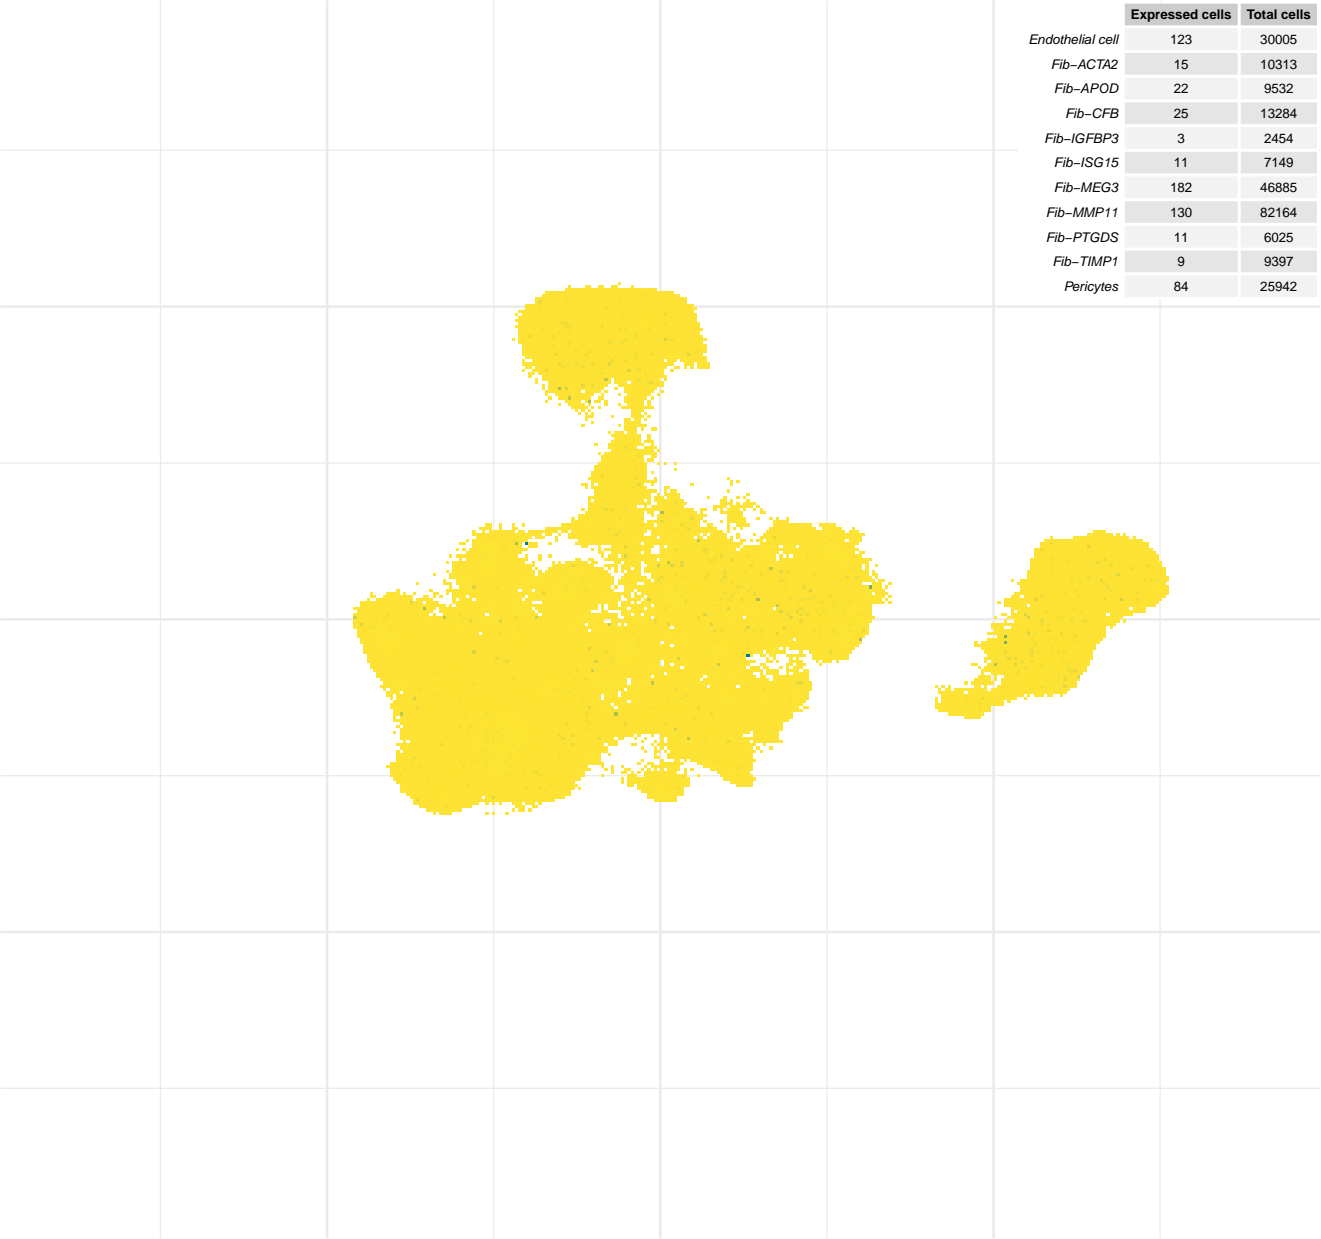 Expressed cells Total cells
Endothelial cell 123 30005
Fib−ACTA2 15 10313
Fib−APOD 22 9532
Fib−CFB 25 13284
Fib−IGFBP3 3 2454
Fib−ISG15 11 7149
Fib−MEG3 182 46885
Fib−MMP11 130 82164
Fib−PTGDS 11 6025
Fib−TIMP1 9 9397
Pericytes 84 25942